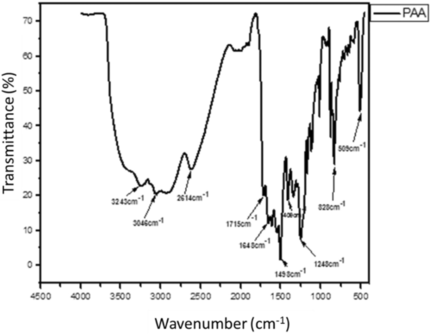 PAA
Transmittance (%)
70
60
50
40
30
20
10
0
3243cm-1
3046cm-1
2614cm-1
1715cm-1
1640cm-1
1498cm-1
1248cm-1
828cm-1
509cm-1
4500 4000 3500 3000 2500 2000 1500 1000 500
Wavenumber (cm-1)